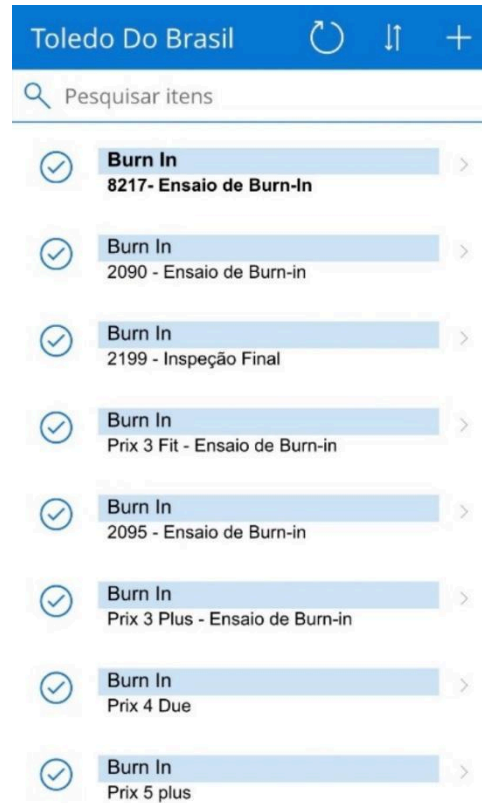 Toledo Do Brasil
Pesquisar itens
Burn In
8217- Ensaio de Burn-In
Burn In
2090 - Ensaio de Burn-in
Burn In
2199 - Inspeção Final
Burn In
Prix 3 Fit - Ensaio de Burn-in
Burn In
2095 - Ensaio de Burn-in
Burn In
Prix 3 Plus - Ensaio de Burn-in
Burn In
Prix 4 Due
Burn In
Prix 5 plus